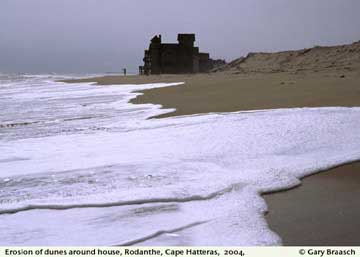 Erosion of dunes around house, Rodanthe, Cape Hatteras, 2004, © Gary Braasch